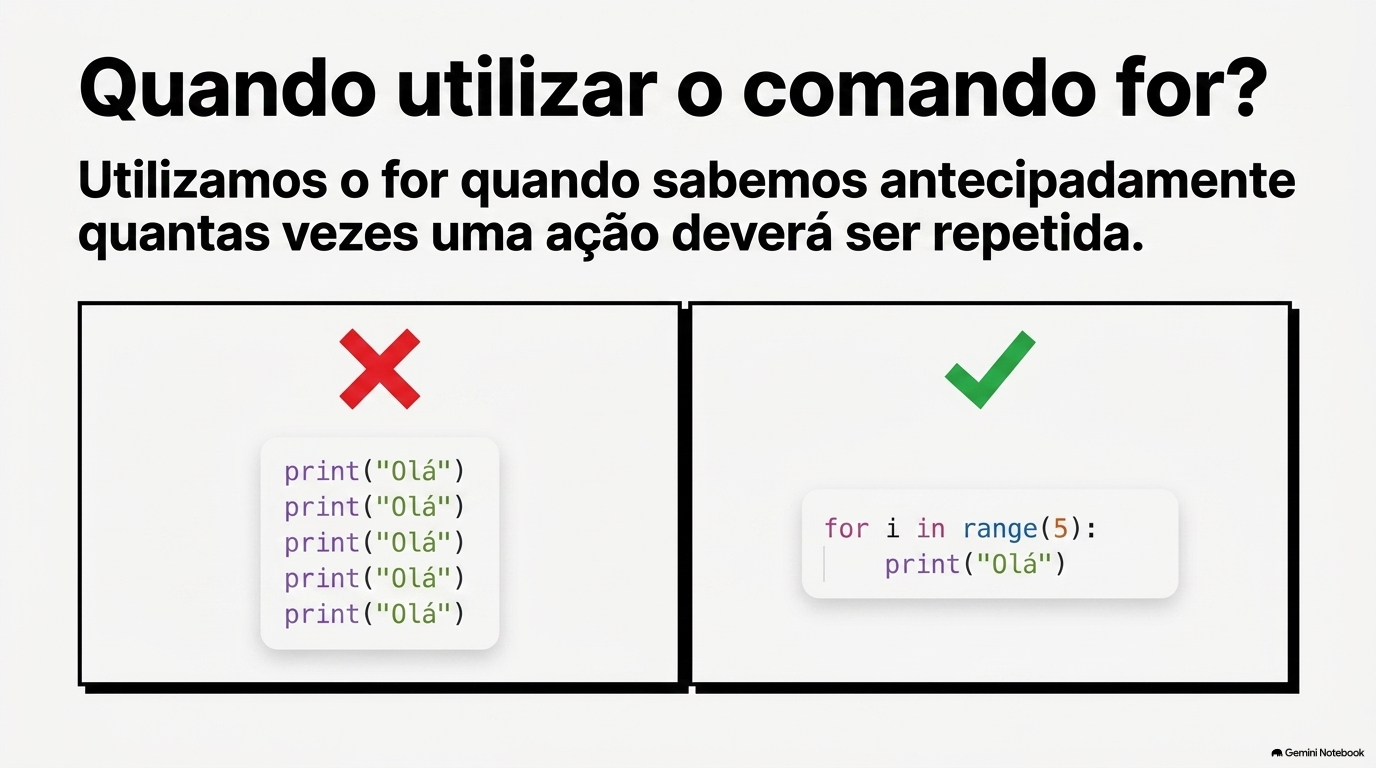 Quando utilizar o comando for?
Utilizamos o for quando sabemos antecipadamente
quantas vezes uma ação deverá ser repetida.
print("Olá")
print("Olá")
print("Olá")
print("Olá")
print("Olá")
for i in range(5):
    print("Olá")
Gemini Notebook